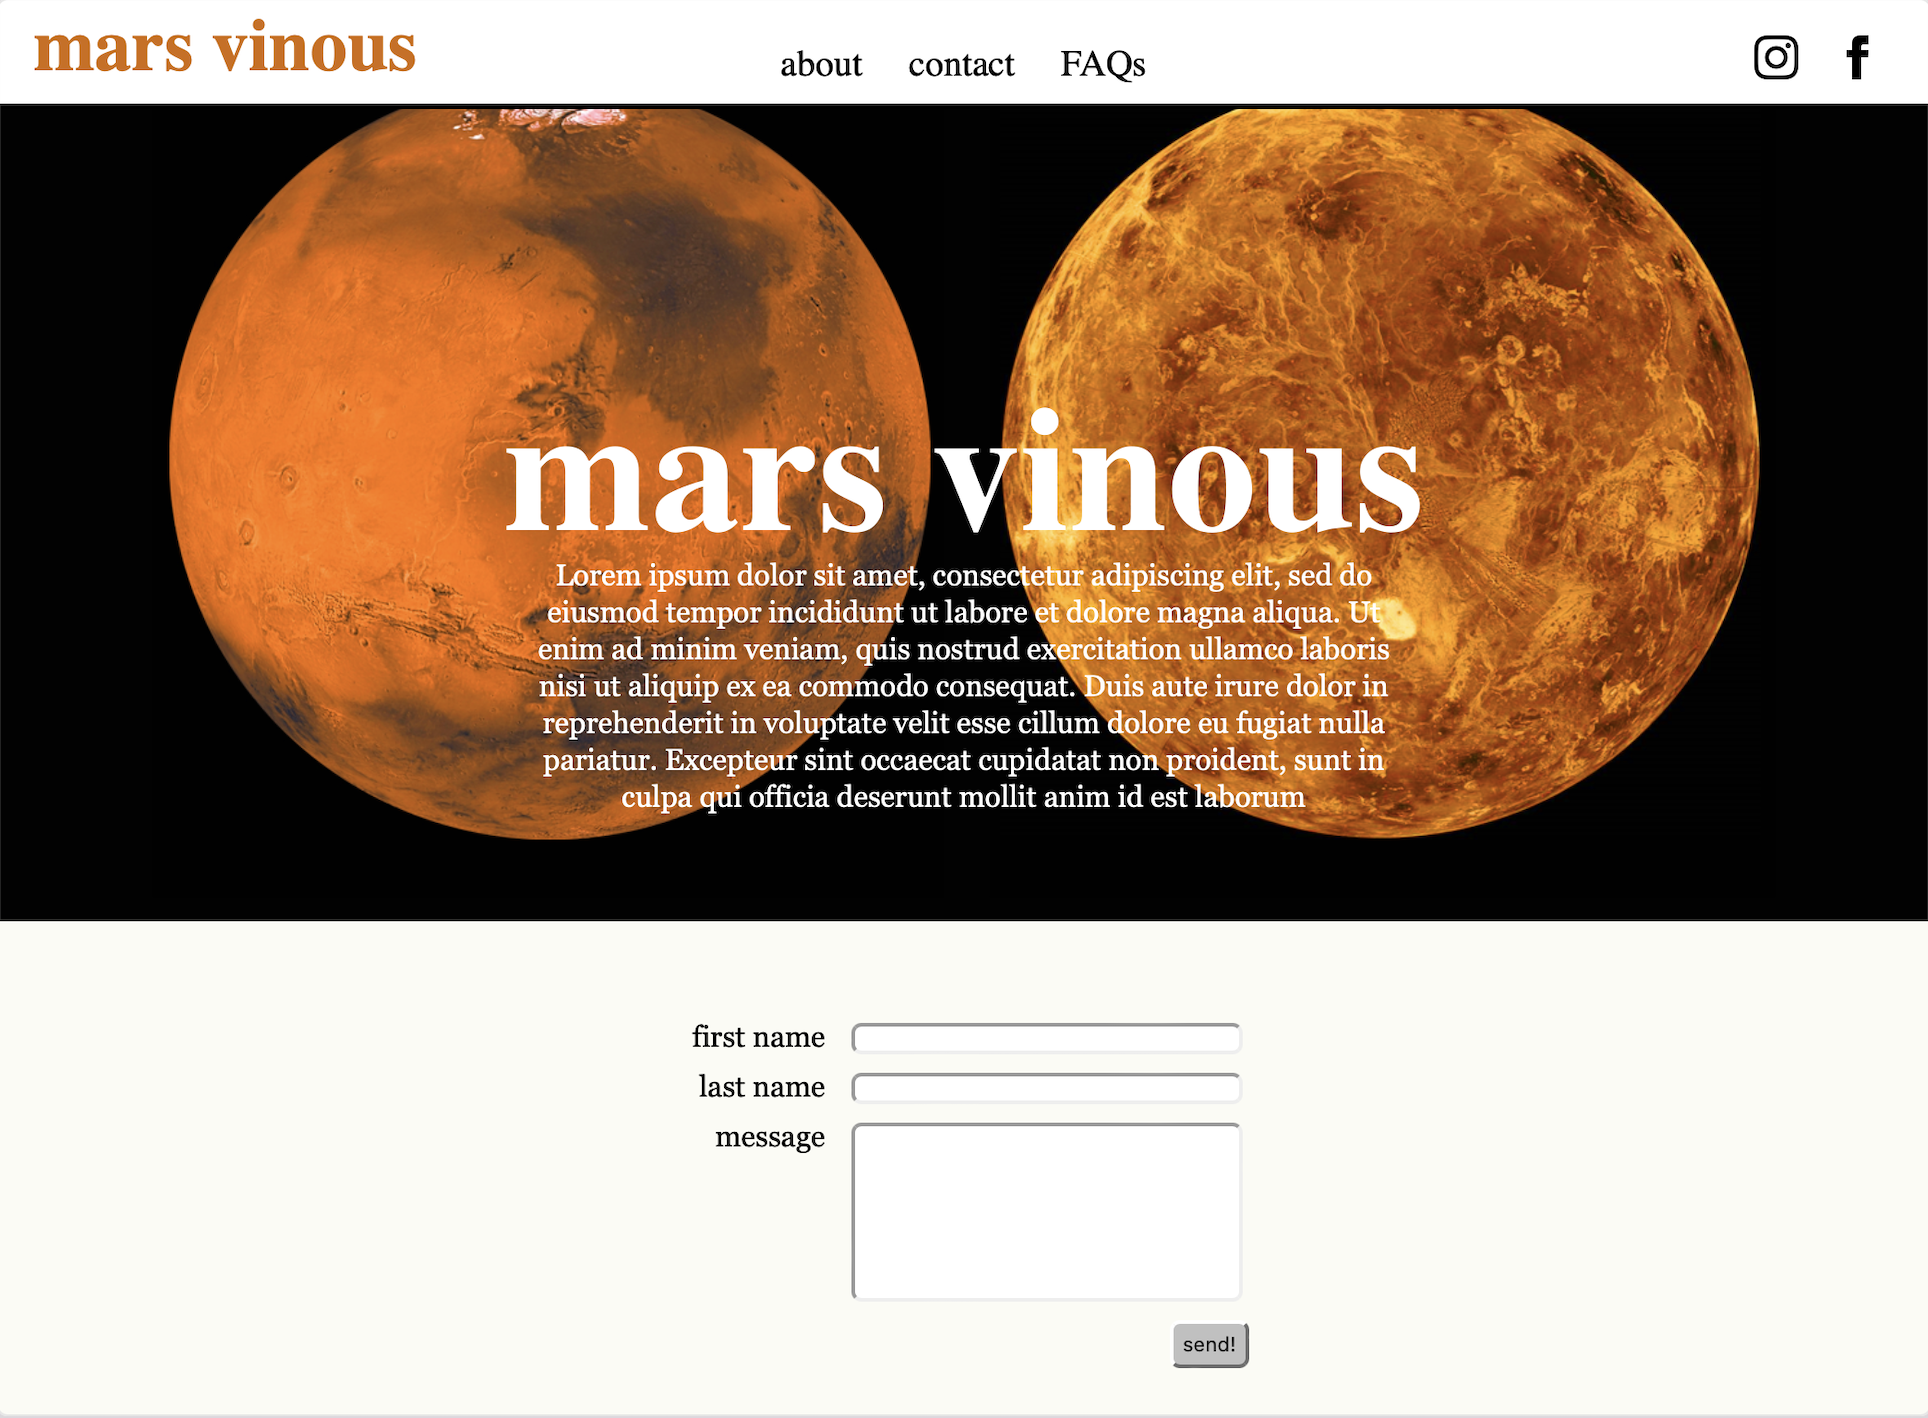 mars vinous
about contact FAQs
mars vinous
Lorem ipsum dolor sit amet, consectetur adipiscing elit, sed do
eiusmod tempor incididunt ut labore et dolore magna aliqua. Ut
enim ad minim veniam, quis nostrud exercitation ullamco laboris
nisi ut aliquip ex ea commodo consequat. Duis aute irure dolor in
reprehenderit in voluptate velit esse cillum dolore eu fugiat nulla
pariatur. Excepteur sint occaecat cupidatat non proident, sunt in
culpa qui officia deserunt mollit anim id est laborum
first name
last name
message
send!